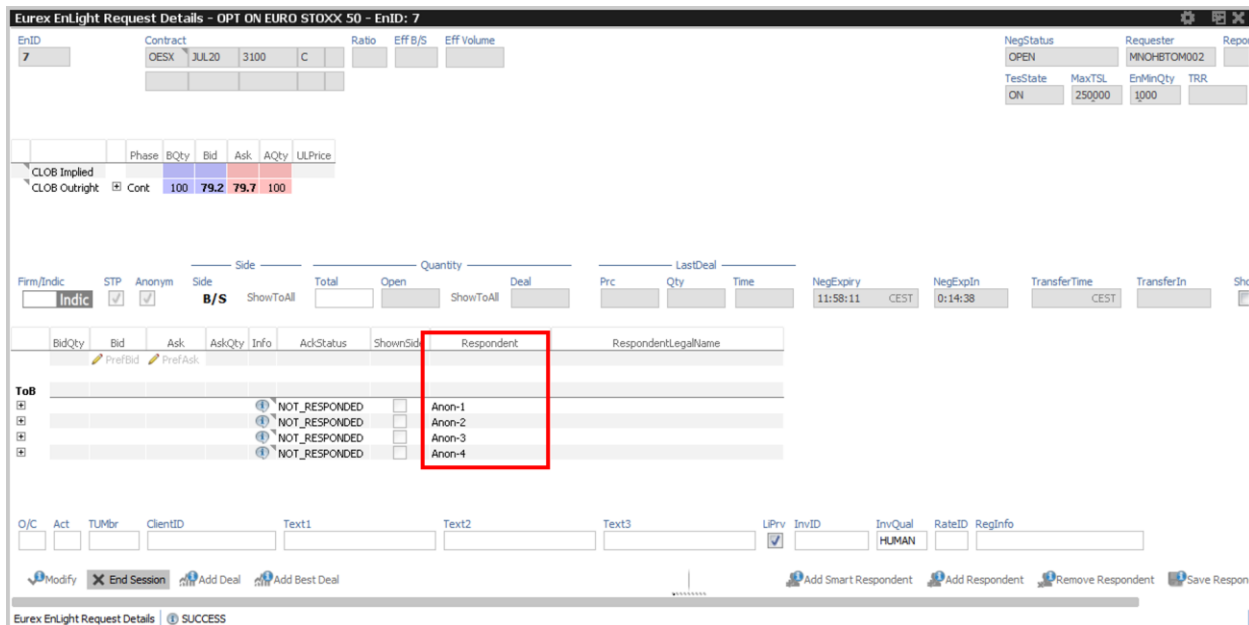 Eurex EnLight Request Details - OPT ON EURO STOXX 50 - EnID: 7
EnID Contract Ratio Eff B/S Eff Volume NegStatus Requester Repor
7 OESX JUL20 3100 C OPEN MNOHBTOM002
TesState MaxTSL EnMinQty TRR
ON 250000 1000
Phase BQty Bid Ask AQty ULPrice
CLOB Implied
CLOB Outright Cont 100 79.2 79.7 100
Side Quantity LastDeal
Firm/Indic STP Anonym Side Total Open Deal Prc Qty Time NegExpiry NegExpIn TransferTime TransferIn Sho
Indic B/S ShowToAll ShowToAll 11:58:11 CEST 0:14:38 CEST
BidQty Bid Ask AskQty Info AckStatus ShownSide Respondent RespondentLegalName
PrefBid PrefAsk
ToB
NOT_RESPONDED Anon-1
NOT_RESPONDED Anon-2
NOT_RESPONDED Anon-3
NOT_RESPONDED Anon-4
O/C Act TUMbr ClientID Text1 Text2 Text3 LiPrv InvID InvQual RateID RegInfo
HUMAN
Modify End Session Add Deal Add Best Deal Add Smart Respondent Add Respondent Remove Respondent Save Respon
Eurex EnLight Request Details SUCCESS